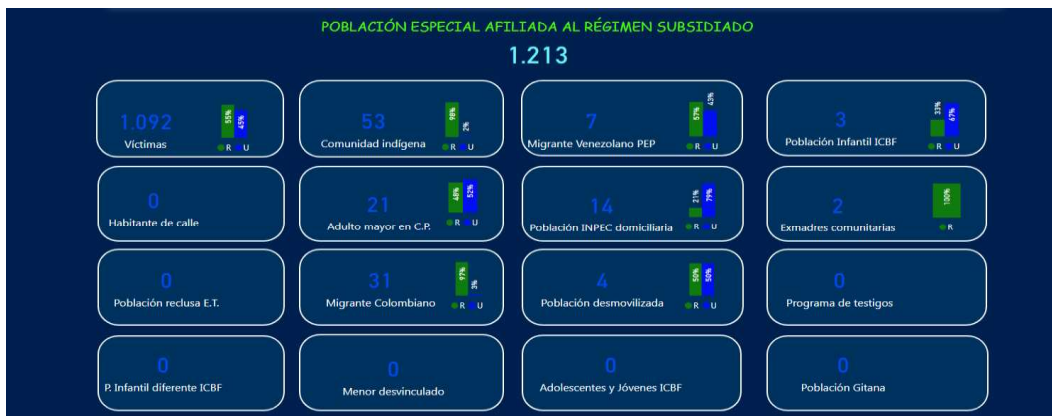 POBLACIÓN ESPECIAL AFILIADA AL RÉGIMEN SUBSIDIADO
1.213
1.092
Víctimas
55%
45%
R U
53
Comunidad indígena
98%
2%
R U
7
Migrante Venezolano PEP
57%
43%
R U
3
Población Infantil ICBF
33%
67%
R U
0
Habitante de calle
21
Adulto mayor en C.P.
48%
52%
R U
14
Población INPEC domiciliaria
21%
79%
R U
2
Exmadres comunitarias
100%
R
0
Población reclusa E.T.
31
Migrante Colombiano
97%
3%
R U
4
Población desmovilizada
50%
50%
R U
0
Programa de testigos
0
P. Infantil diferente ICBF
0
Menor desvinculado
0
Adolescentes y Jóvenes ICBF
0
Población Gitana